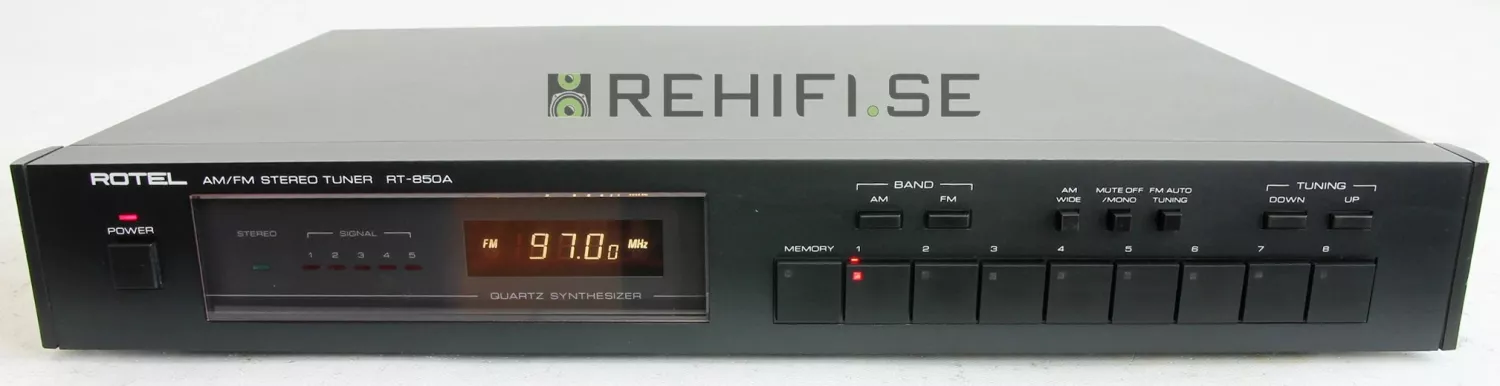 REHIFI.SE
ROTEL AM/FM STEREO TUNER RT-850A
POWER
STEREO
SIGNAL
1 2 3 4 5
FM 97.00 MHz
QUARTZ SYNTHESIZER
BAND
AM FM
AM WIDE
MUTE OFF /MONO
FM AUTO TUNING
TUNING
DOWN UP
MEMORY 1 2 3 4 5 6 7 8